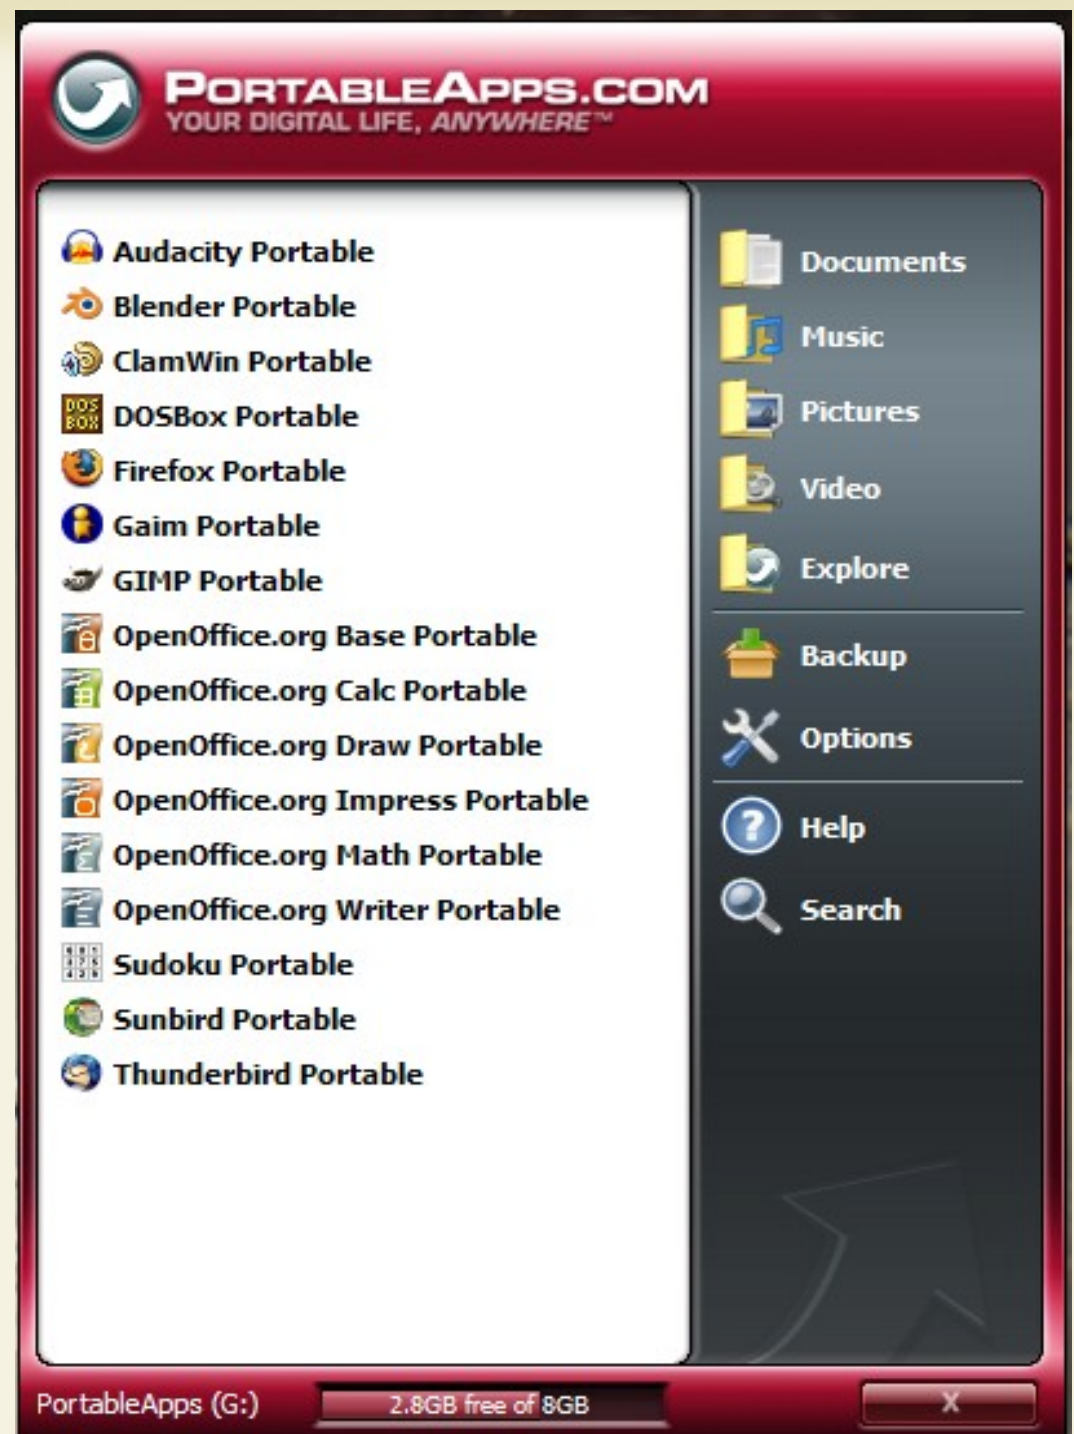 PORTABLEAPPS.COM
YOUR DIGITAL LIFE, ANYWHERE™
Audacity Portable
Blender Portable
ClamWin Portable
DOS
BOX
DOSBox Portable
Firefox Portable
Gaim Portable
GIMP Portable
OpenOffice.org Base Portable
OpenOffice.org Calc Portable
OpenOffice.org Draw Portable
OpenOffice.org Impress Portable
OpenOffice.org Math Portable
OpenOffice.org Writer Portable
Sudoku Portable
Sunbird Portable
Thunderbird Portable
Documents
Music
Pictures
Video
Explore
Backup
Options
Help
Search
PortableApps (G:)
2.8GB free of 8GB
X